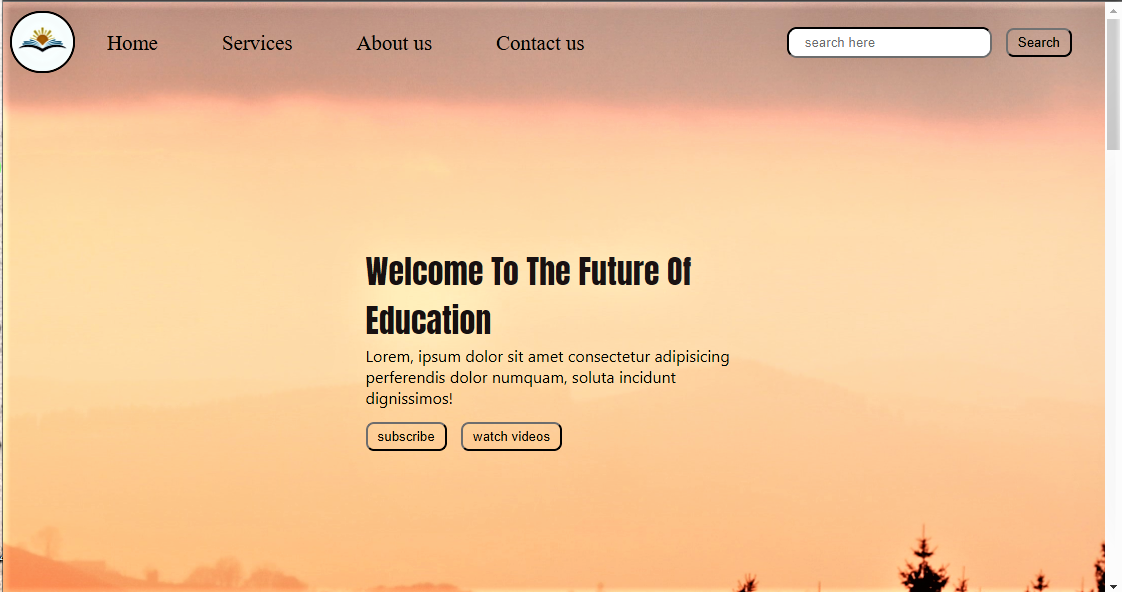 Home Services About us Contact us search here Search
Welcome To The Future Of
Education
Lorem, ipsum dolor sit amet consectetur adipisicing
perferendis dolor numquam, soluta incidunt
dignissimos!
subscribe watch videos